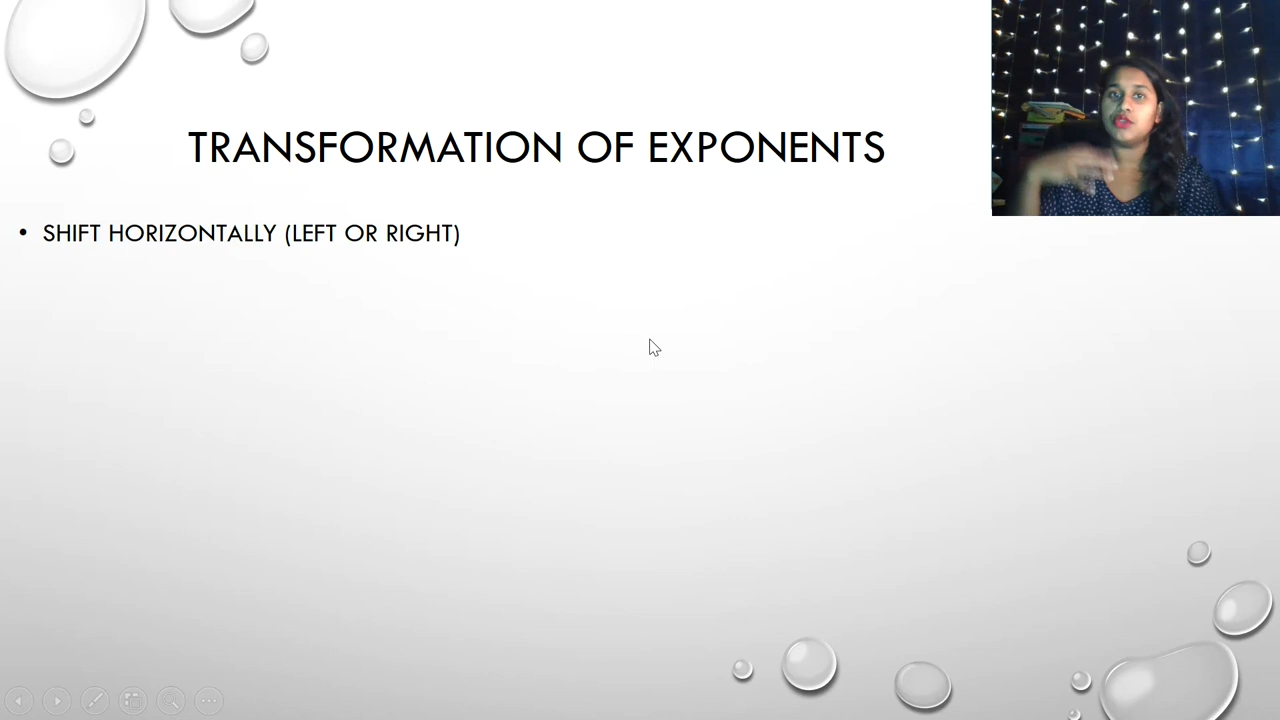 TRANSFORMATION OF EXPONENTS
• SHIFT HORIZONTALLY (LEFT OR RIGHT)